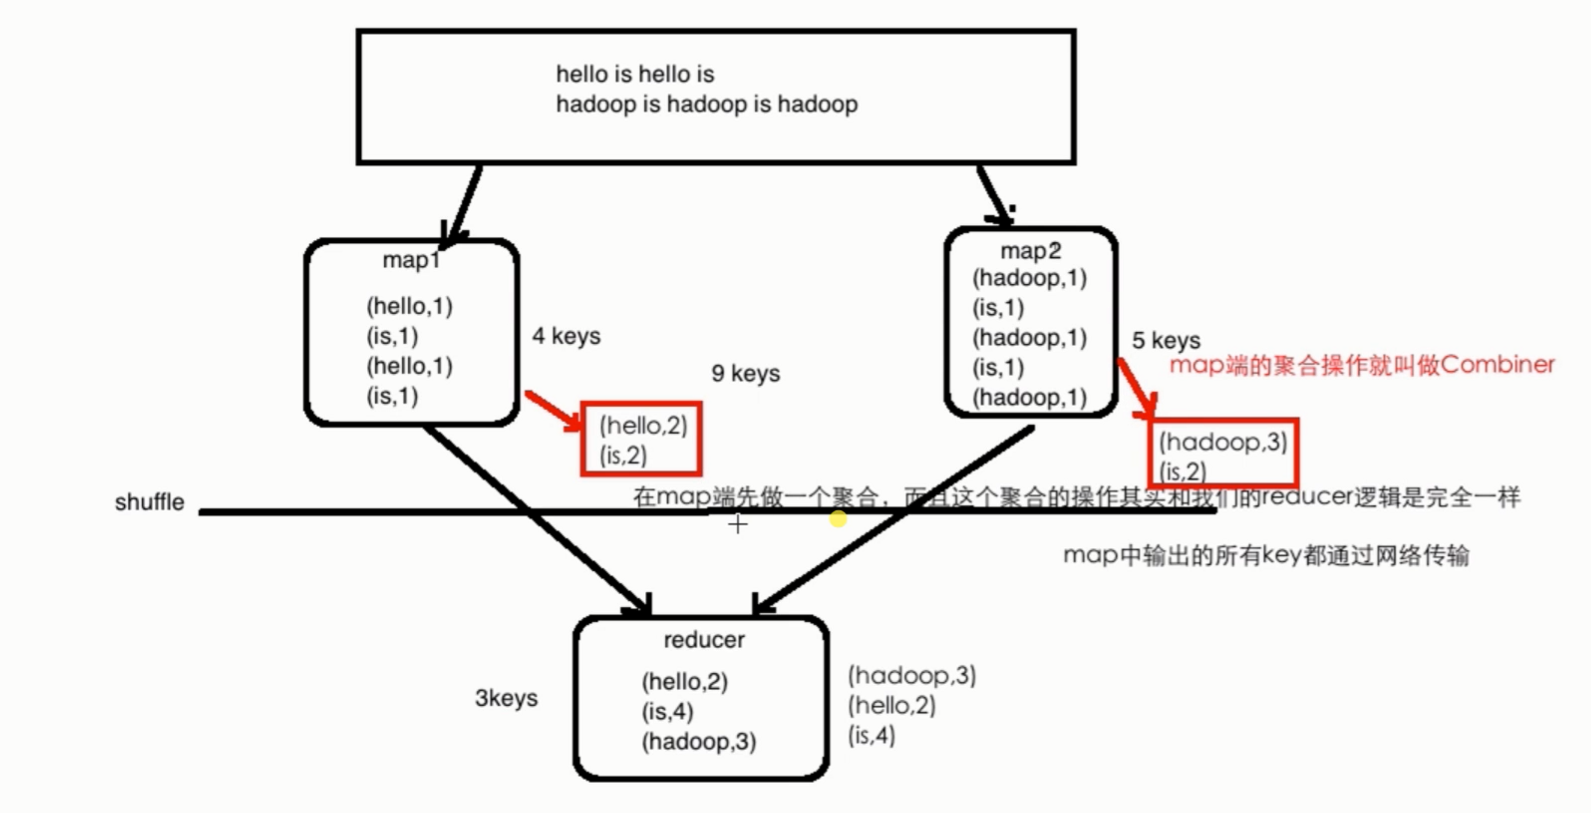 hello is hello is
hadoop is hadoop is hadoop
map1
(hello,1)
(is,1)
(hello,1)
(is,1)
4 keys
9 keys
map2
(hadoop,1)
(is,1)
(hadoop,1)
(is,1)
(hadoop,1)
5 keys
map端的聚合操作就叫做Combiner
(hello,2)
(is,2)
(hadoop,3)
(is,2)
在map端先做一个聚合，而且这个聚合的操作其实和我们的reducer逻辑是完全一样
shuffle
map中输出的所有key都通过网络传输
reducer
(hello,2)
(is,4)
(hadoop,3)
3keys
(hadoop,3)
(hello,2)
(is,4)